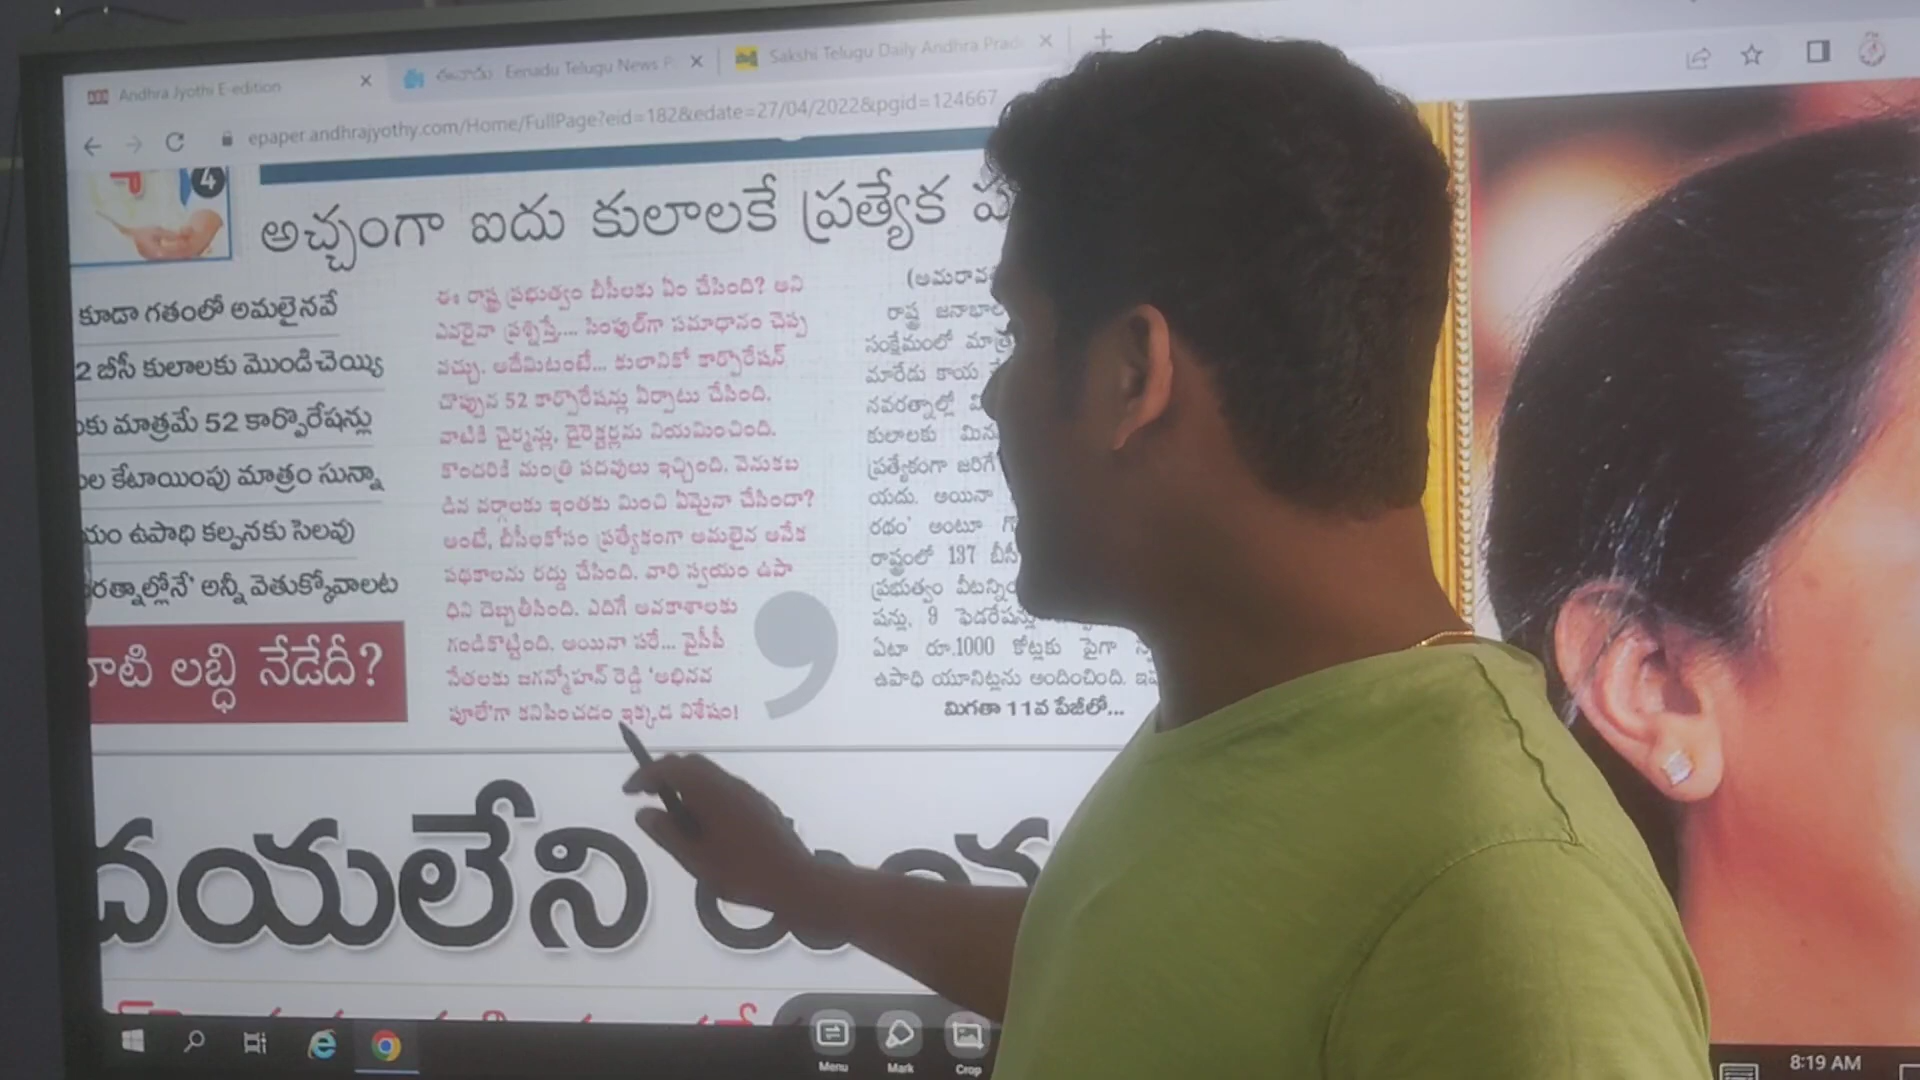 Andhra Jyothi E-edition
ఈనాడు : Eenadu Telugu News P
Sakshi Telugu Daily Andhra Prad
epaper.andhrajyothy.com/Home/FullPage?eid=182&edate=27/04/2022&pgid=124667
4
అచ్చంగా ఐదు కులాలకే ప్రత్యేక
కూడా గతంలో అమలైనవే
2 బీసీ కులాలకు మొండిచెయ్యి
కు మాత్రమే 52 కార్పొరేషన్లు
ల కేటాయింపు మాత్రం సున్నా
యం ఉపాధి కల్పనకు సెలవు
రత్నాల్లోనే' అన్నీ వెతుక్కోవాలట
నాటి లబ్ధి నేడేదీ?
ఈ రాష్ట్ర ప్రభుత్వం బీసీలకు ఏం చేసింది? అని
ఎవరైనా ప్రశ్నిస్తే.... సింపుల్‌గా సమాధానం చెప్ప
వచ్చు. అదేమిటంటే... కులానికో కార్పొరేషన్
చొప్పున 52 కార్పొరేషన్లు ఏర్పాటు చేసింది.
వాటికి చైర్మన్లు, డైరెక్టర్లను నియమించింది.
కొందరికి మంత్రి పదవులు ఇచ్చింది. వెనుకబ
డిన వర్గాలకు ఇంతకు మించి ఏమైనా చేసిందా?
అంటే, బీసీలకోసం ప్రత్యేకంగా అమలైన అనేక
పథకాలను రద్దు చేసింది. వారి స్వయం ఉపా
ధిని దెబ్బతీసింది. ఎదిగే అవకాశాలకు
గండికొట్టింది. అయినా సరే... వైసీపీ
నేతలకు జగన్మోహన్ రెడ్డి 'అభినవ
పూలే'గా కనిపించడం ఇక్కడ విశేషం!
(అమరావ
రాష్ట్ర జనాభాల
సంక్షేమంలో మాత్ర
మారేడు కాయ
నవరత్నాల్లో
కులాలకు మిన
ప్రత్యేకంగా జరిగే
యదు. అయినా
రథం' అంటూ
రాష్ట్రంలో 137 బీసీ
ప్రభుత్వం వీటన్నిం
షన్లు, 9 ఫెడరేషన్లు
ఏటా రూ.1000 కోట్లకు పైగా
ఉపాధి యూనిట్లను అందించింది.
మిగతా 11వ పేజీలో...
దయలేని
Menu
Mark
Crop
8:19 AM